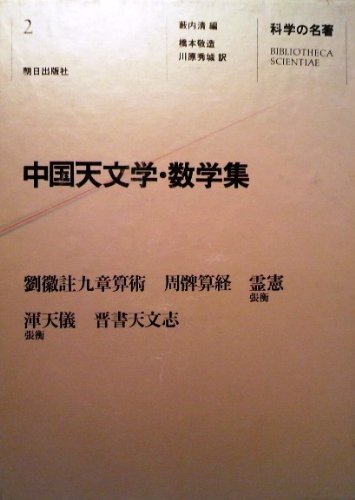 2
朝日出版社
藪内清 編
橋本敬造
川原秀城 訳
科学の名著
BIBLIOTHECA
SCIENTIAE
中国天文学・数学集
劉徽註九章算術 周髀算経 霊憲
張衡
渾天儀 晋書天文志
張衡